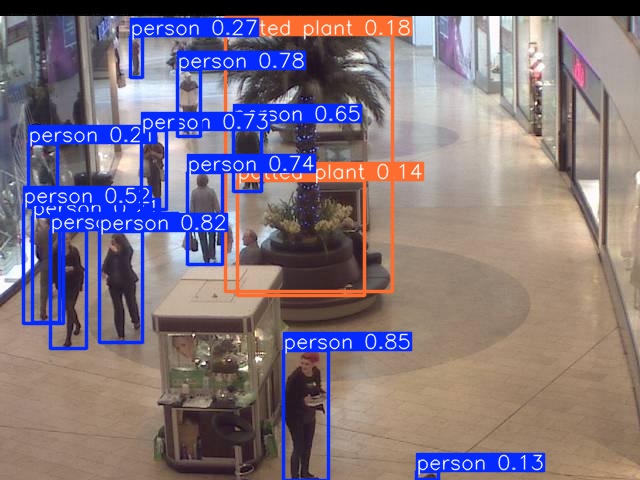 person 0.27
potted plant 0.18
person 0.78
person 0.65
person 0.73
person 0.2
person 0.74
potted plant 0.14
person 0.52
person 0.82
person 0.85
person 0.13